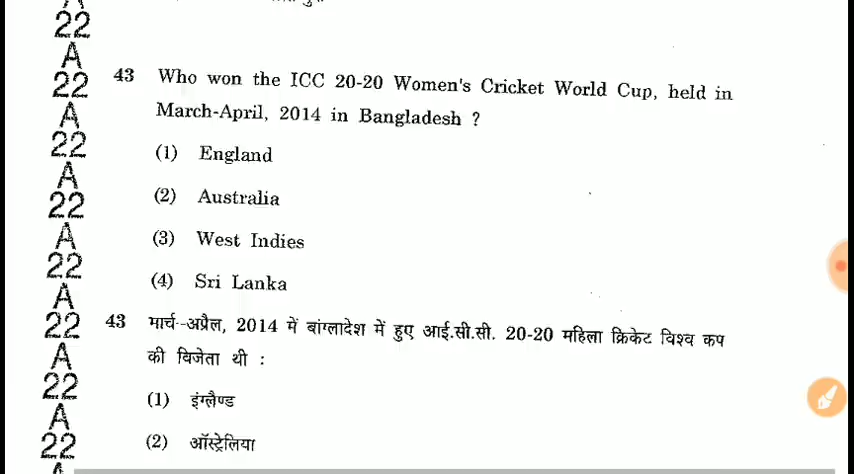 22
A
22
A
22
A
22
A
22
A
22
A
22
A
22
43 Who won the ICC 20-20 Women's Cricket World Cup, held in
March-April, 2014 in Bangladesh ?
(1) England
(2) Australia
(3) West Indies
(4) Sri Lanka
43 मार्च-अप्रैल, 2014 में बांग्लादेश में हुए आई.सी.सी. 20-20 महिला क्रिकेट विश्व कप
की विजेता थी :
(1) इंग्लैण्ड
(2) ऑस्ट्रेलिया